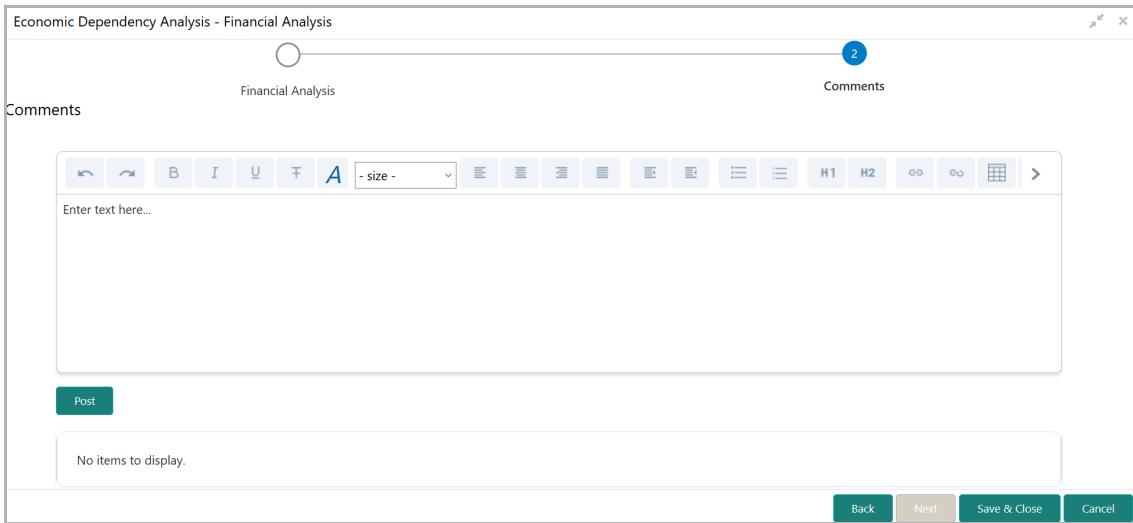 Economic Dependency Analysis - Financial Analysis
2
Financial Analysis
Comments
Comments
B I U T A - size - H1 H2
Enter text here...
Post
No items to display.
Back Next Save & Close Cancel